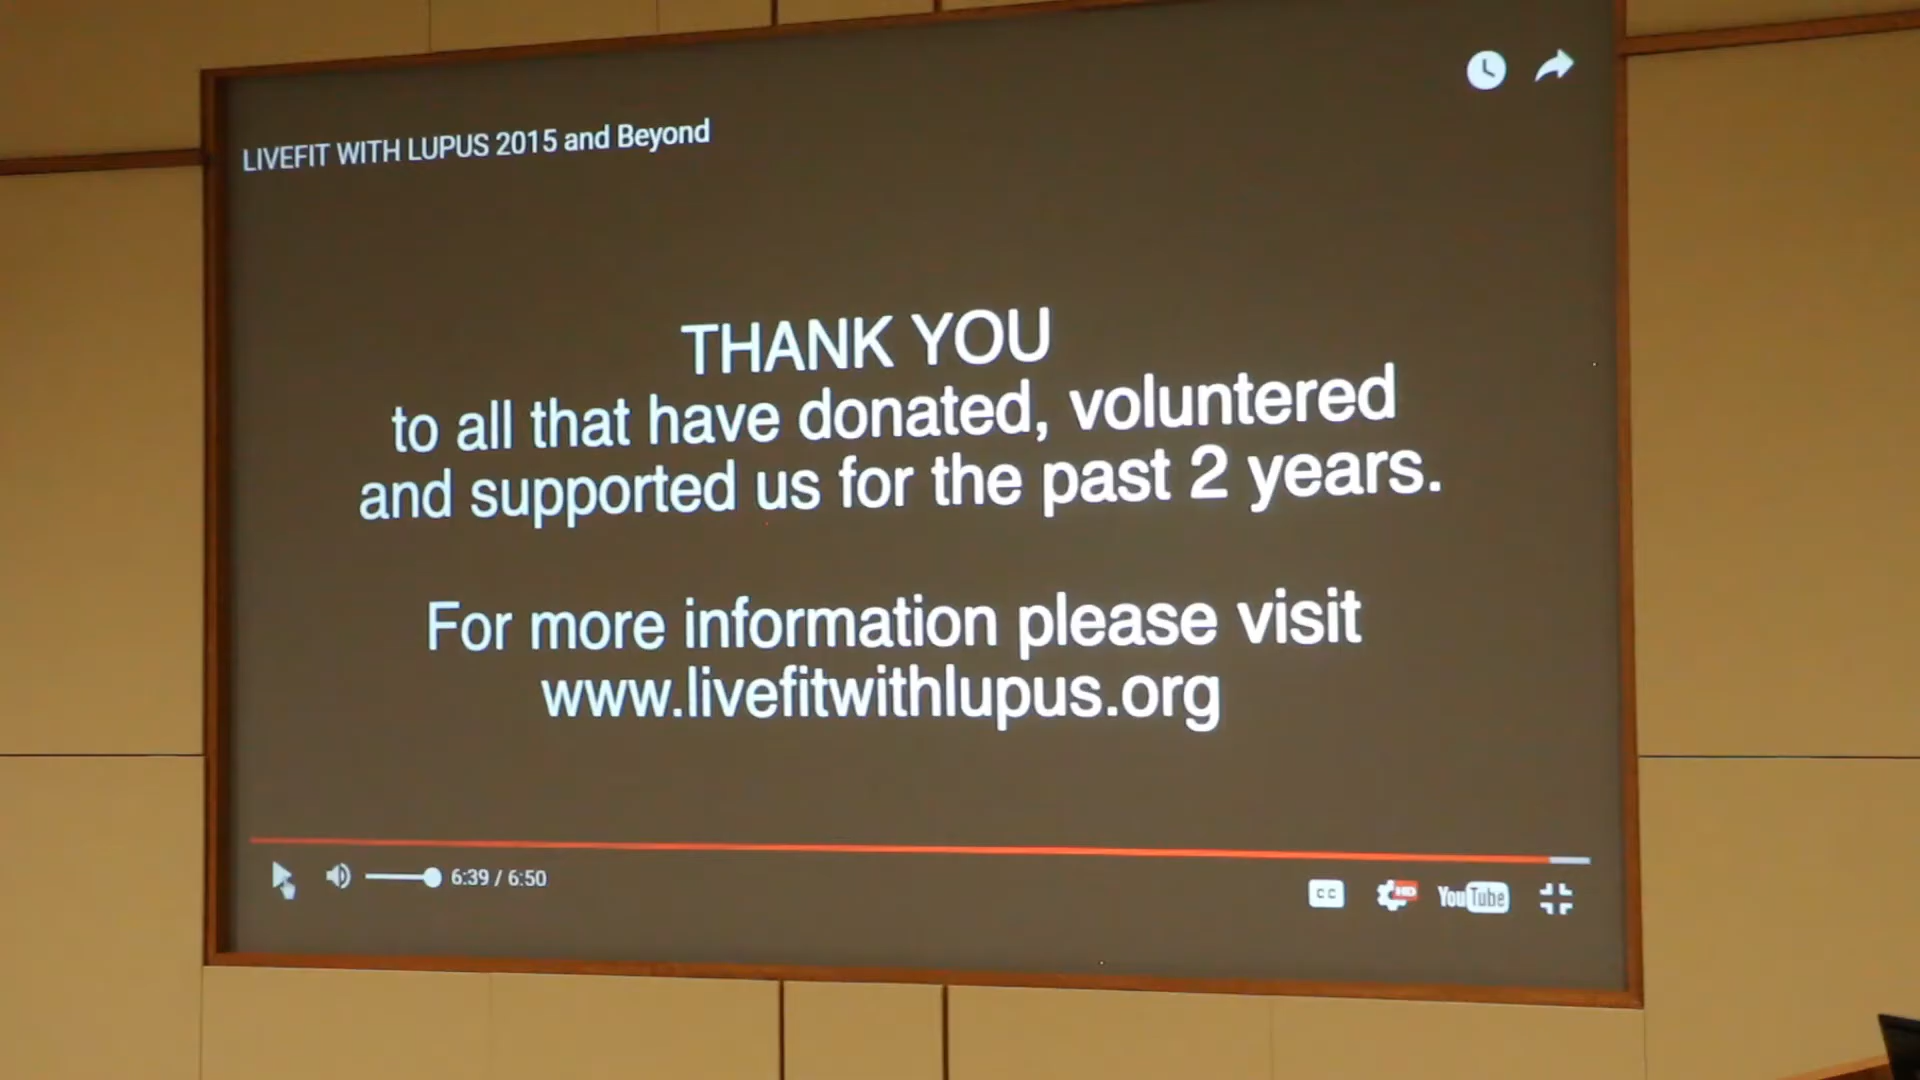 LIVEFIT WITH LUPUS 2015 and Beyond
THANK YOU
to all that have donated, voluntered
and supported us for the past 2 years.
For more information please visit
www.livefitwithlupus.org
6:39 / 6:50
CC
HD
YouTube